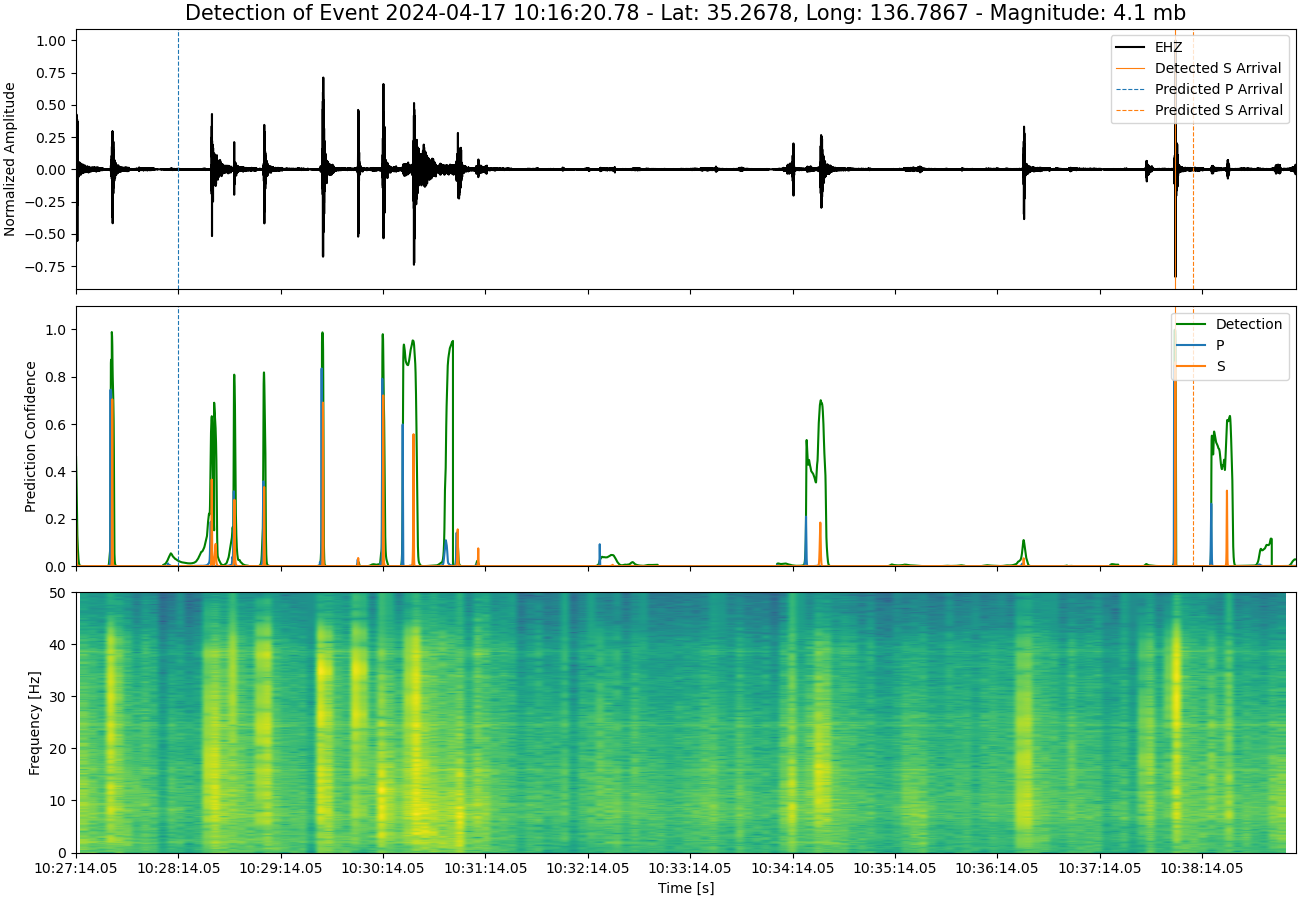 Detection of Event 2024-04-17 10:16:20.78 - Lat: 35.2678, Long: 136.7867 - Magnitude: 4.1 mb
Normalized Amplitude
1.00
0.75
0.50
0.25
0.00
−0.25
−0.50
−0.75
EHZ
Detected S Arrival
Predicted P Arrival
Predicted S Arrival
Prediction Confidence
1.0
0.8
0.6
0.4
0.2
0.0
Detection
P
S
Frequency [Hz]
50
40
30
20
10
0
10:27:14.05 10:28:14.05 10:29:14.05 10:30:14.05 10:31:14.05 10:32:14.05 10:33:14.05 10:34:14.05 10:35:14.05 10:36:14.05 10:37:14.05 10:38:14.05
Time [s]